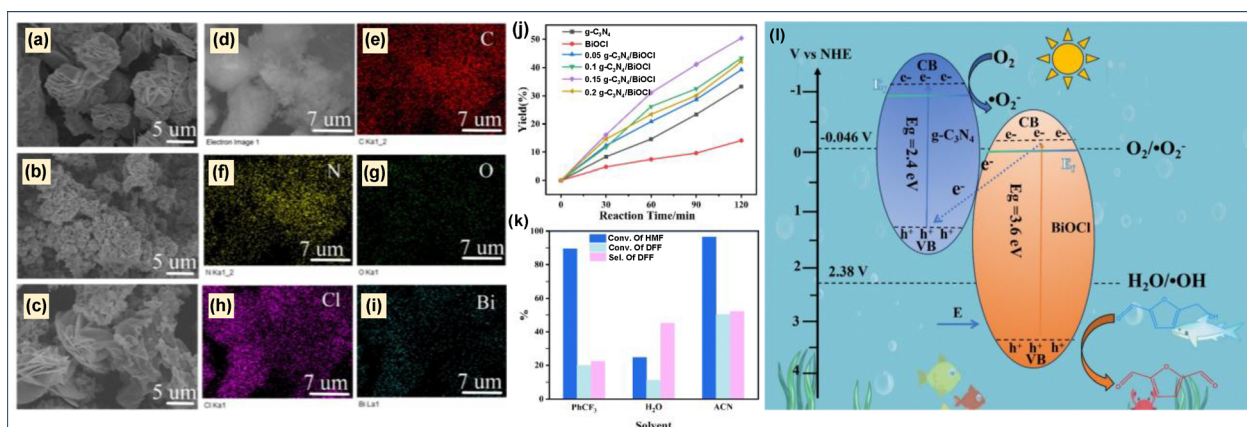 (a)
5 um
(b)
5 um
(c)
5 um
(d)
7 um
Electron Image 1
(e)
C
7 um
C Ka1_2
(f)
N
7 um
N Ka1_2
(g)
O
7 um
O Ka1
(h)
Cl
7 um
Cl Ka1
(i)
Bi
7 um
Bi La1
(j)
g-C₃N₄
BiOCl
0.05 g-C₃N₄/BiOCl
0.1 g-C₃N₄/BiOCl
0.15 g-C₃N₄/BiOCl
0.2 g-C₃N₄/BiOCl
Yield(%)
50
40
30
20
10
0
0 30 60 90 120
Reaction Time/min
(k)
Conv. Of HMF
Conv. Of DFF
Sel. Of DFF
%
100
80
60
40
20
0
PhCF₃ H₂O ACN
Solvent
(l)
V vs NHE
-1
-0.046 V
0
1
2
2.38 V
3
4
CB
e- e- e-
Eg =2.4 eV
g-C₃N₄
h⁺ h⁺ h⁺
VB
O₂
•O₂⁻
CB
e- e- e-
e-
e-
Eg =3.6 eV
BiOCl
h⁺ h⁺ h⁺
VB
O₂/•O₂⁻
H₂O/•OH
E